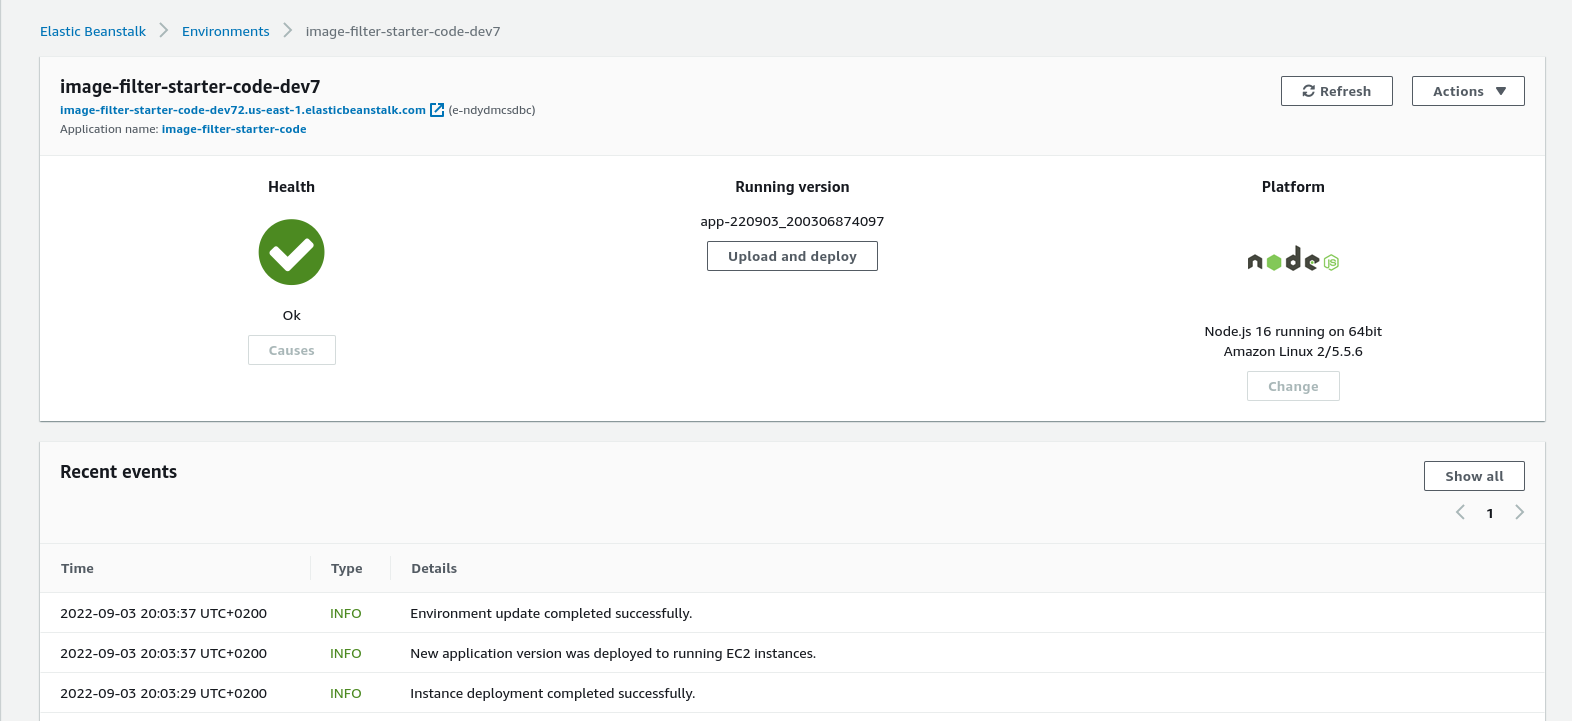 Elastic Beanstalk > Environments > image-filter-starter-code-dev7
image-filter-starter-code-dev7
image-filter-starter-code-dev72.us-east-1.elasticbeanstalk.com (e-ndydmcsdbc)
Application name: image-filter-starter-code
Refresh
Actions
Health
Ok
Causes
Running version
app-220903_200306874097
Upload and deploy
Platform
node JS
Node.js 16 running on 64bit
Amazon Linux 2/5.5.6
Change
Recent events
Show all
1
Time Type Details
2022-09-03 20:03:37 UTC+0200 INFO Environment update completed successfully.
2022-09-03 20:03:37 UTC+0200 INFO New application version was deployed to running EC2 instances.
2022-09-03 20:03:29 UTC+0200 INFO Instance deployment completed successfully.